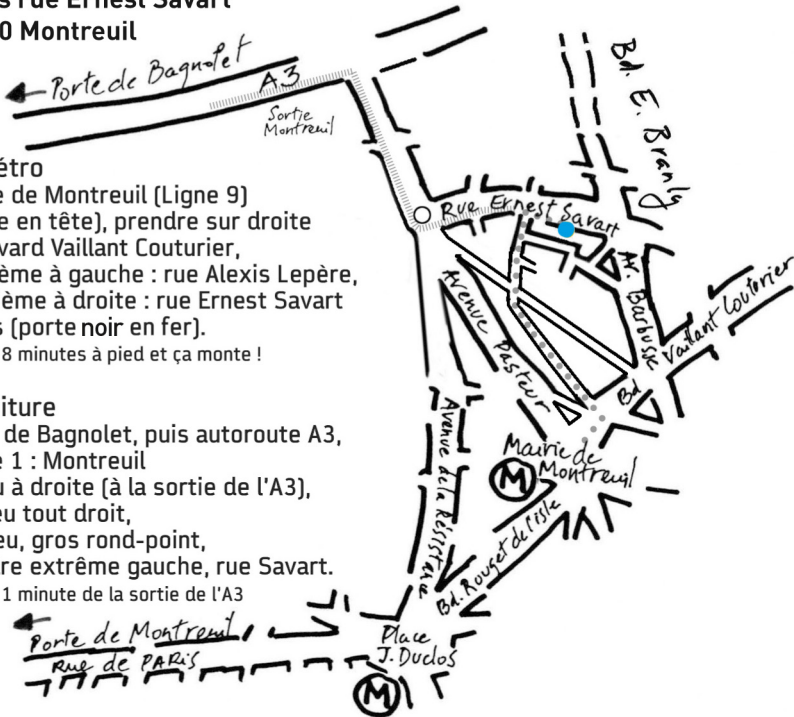 s rue Ernest Savart
0 Montreuil
Porte de Bagnolet
A3
Sortie
Montreuil
Bd. E. Branly
étro
e de Montreuil (Ligne 9)
e en tête), prendre sur droite
vard Vaillant Couturier,
ème à gauche : rue Alexis Lepère,
ème à droite : rue Ernest Savart
s (porte noir en fer).
8 minutes à pied et ça monte !
Rue Ernest Savart
Av. Barbusse
Bd Vaillant Couturier
Avenue Pasteur
iture
de Bagnolet, puis autoroute A3,
e 1 : Montreuil
u à droite (à la sortie de l'A3),
eu tout droit,
eu, gros rond-point,
re extrême gauche, rue Savart.
1 minute de la sortie de l'A3
Avenue de la Résistance
Mairie de
Montreuil
M
Bd. Rouget de l'isle
Porte de Montreuil
Rue de PARIS
Place
J. Duclos
M